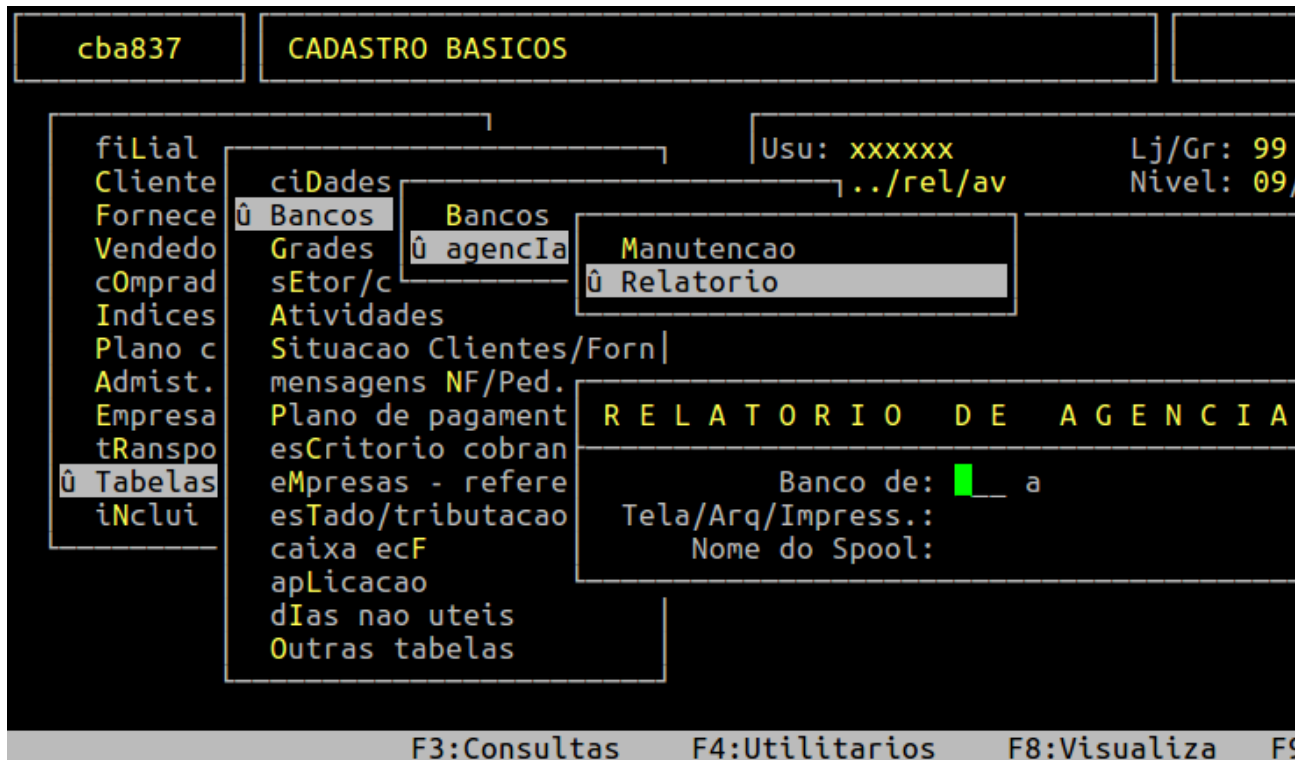 cba837 CADASTRO BASICOS
fiLial Usu: xxxxxx Lj/Gr: 99
Cliente ciDades ../rel/av Nivel: 09/
Fornece û Bancos Bancos
Vendedo Grades û agencIa Manutencao
cOmprad sEtor/c û Relatorio
Indices Atividades
Plano c Situacao Clientes/Forn
Admist. mensagens NF/Ped.
Empresa Plano de pagament R E L A T O R I O D E A G E N C I A
tRanspo esCritorio cobran
û Tabelas eMpresas - refere Banco de: __ a
iNclui esTado/tributacao Tela/Arq/Impress.:
caixa ecF Nome do Spool:
apLicacao
dIas nao uteis
Outras tabelas
F3:Consultas F4:Utilitarios F8:Visualiza F9